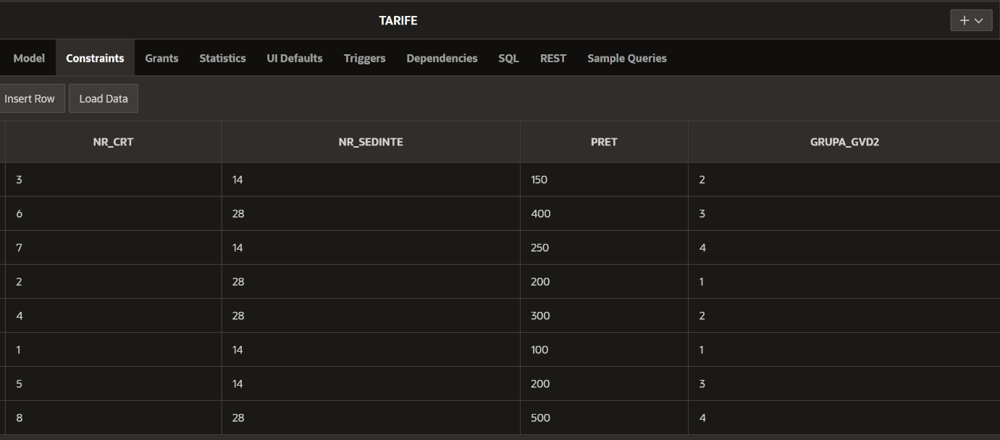 TARIFE
Model Constraints Grants Statistics UI Defaults Triggers Dependencies SQL REST Sample Queries
Insert Row Load Data
NR_CRT NR_SEDINTE PRET GRUPA_GVD2
3 14 150 2
6 28 400 3
7 14 250 4
2 28 200 1
4 28 300 2
1 14 100 1
5 14 200 3
8 28 500 4